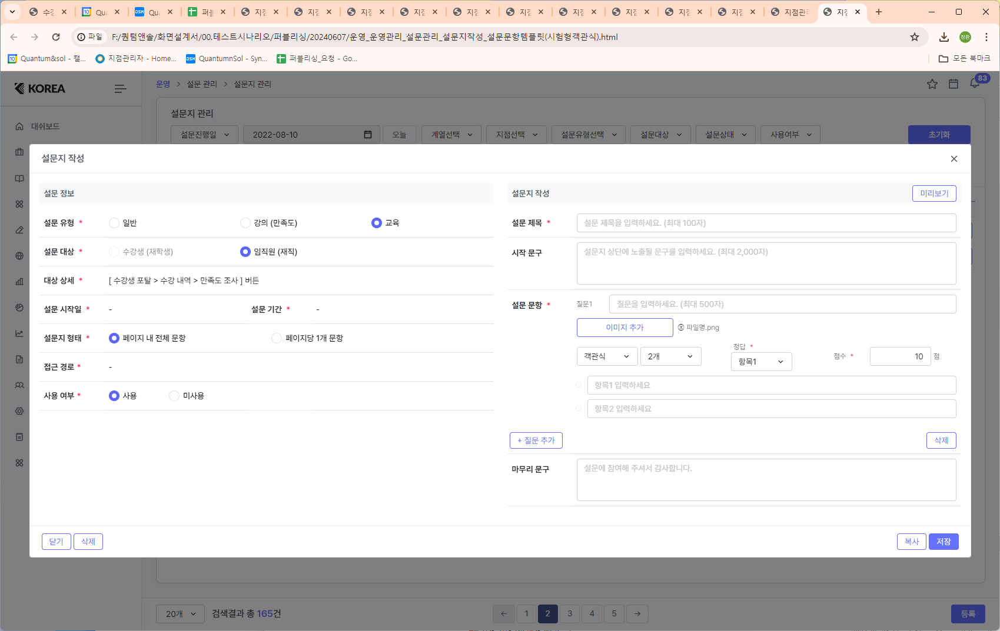 수강
Qua
Qu
퍼블
지점
지점
지점
지점
지점
지점
지점
지점
지점
지점
지점관리
지점
파일 F:/퀀텀앤솔/화면설계서/00.테스트시나리오/퍼블리싱/20240607/운영_운영관리_설문관리_설문지작성_설문문항템플릿(시험형객관식).html 정환
Quantum&sol - 캘...
지점관리자 - Home...
QuantumnSol - Syn...
퍼블리싱_요청 - Go...
모든 북마크
KOREA
운영 > 설문 관리 > 설문지 관리
83
대쉬보드
설문지 관리
설문진행일 2022-08-10 오늘 계열선택 지점선택 설문유형선택 설문대상 설문상태 사용여부 초기화
설문지 작성
설문 정보
설문 유형 * 일반 강의 (만족도) 교육
설문 대상 * 수강생 (재학생) 임직원 (재직)
대상 상세 * [ 수강생 포탈 > 수강 내역 > 만족도 조사 ] 버튼
설문 시작일 * - 설문 기간 * -
설문지 형태 * 페이지 내 전체 문항 페이지당 1개 문항
접근 경로 * -
사용 여부 * 사용 미사용
설문지 작성 미리보기
설문 제목 * 설문 제목을 입력하세요. (최대 100자)
시작 문구 설문지 상단에 노출될 문구를 입력하세요. (최대 2,000자)
설문 문항 * 질문1 질문을 입력하세요. (최대 500자)
이미지 추가 파일명.png
객관식 2개 정답 * 항목1 점수 * 10 점
항목1 입력하세요
항목2 입력하세요
+ 질문 추가 삭제
마무리 문구 설문에 참여해 주셔서 감사합니다.
닫기 삭제 복사 저장
20개 검색결과 총 165건 ← 1 2 3 4 5 → 등록